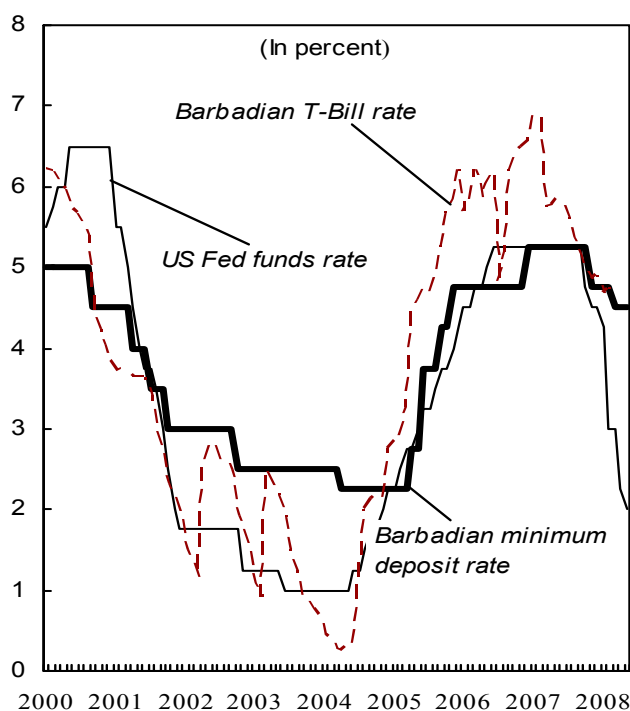 (In percent)
Barbadian T-Bill rate
US Fed funds rate
Barbadian minimum
deposit rate
8
7
6
5
4
3
2
1
0
2000 2001 2002 2003 2004 2005 2006 2007 2008